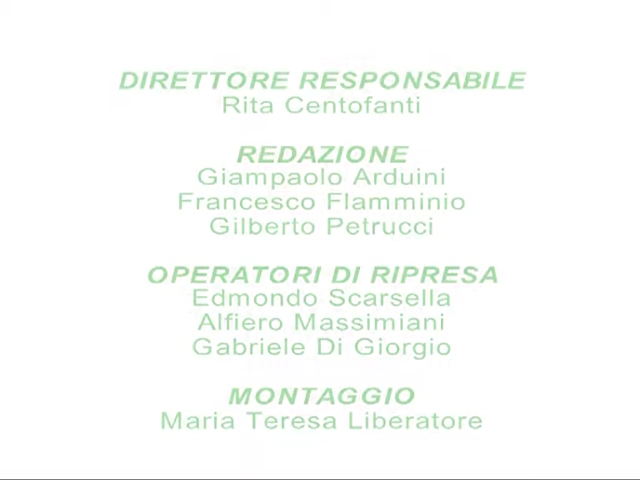 DIRETTORE RESPONSABILE
Rita Centofanti
REDAZIONE
Giampaolo Arduini
Francesco Flamminio
Gilberto Petrucci
OPERATORI DI RIPRESA
Edmondo Scarsella
Alfiero Massimiani
Gabriele Di Giorgio
MONTAGGIO
Maria Teresa Liberatore